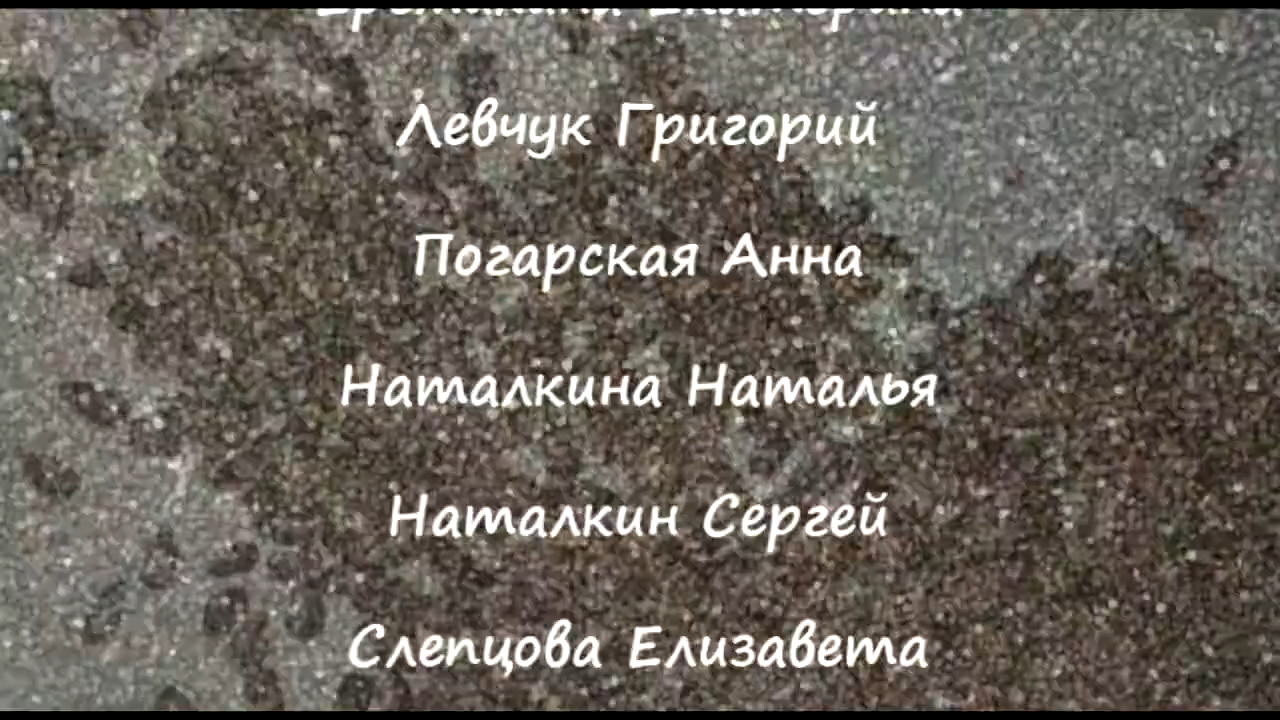 Левчук Григорий
Погарская Анна
Наталкина Наталья
Наталкин Сергей
Слепцова Елизавета